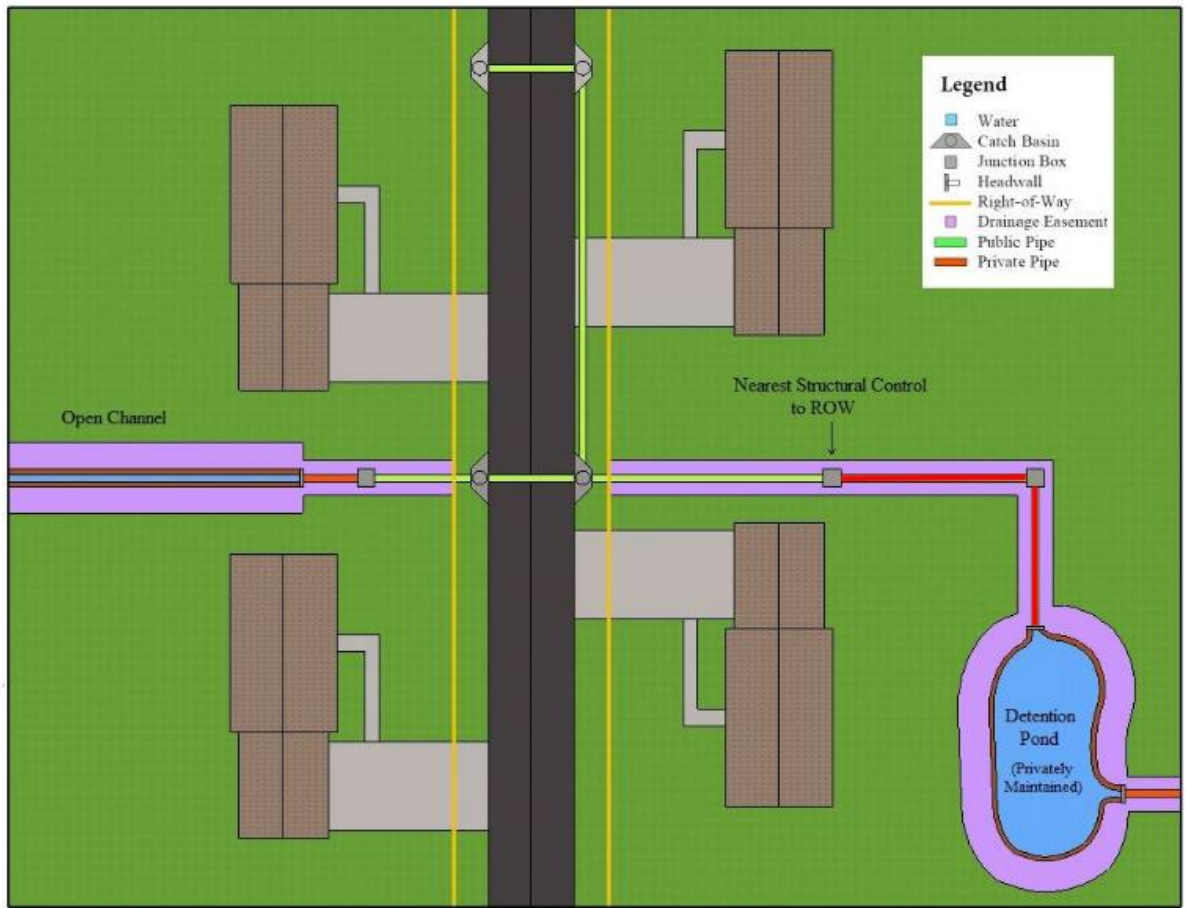 Legend
Water
Catch Basin
Junction Box
Headwall
Right-of-Way
Drainage Easement
Public Pipe
Private Pipe
Nearest Structural Control
to ROW
Open Channel
Detention
Pond
(Privately
Maintained)